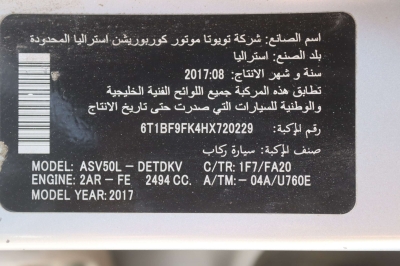 اسم الصانع: شركة تويوتا موتور كوربوريشن استراليا المحدودة
بلد الصنع: استراليا
سنة و شهر الانتاج: 2017:08
تطابق هذه المركبة جميع اللوائح الفنية الخليجية
والوطنية للسيارات التى صدرت حتى تاريخ الانتاج
رقم المركبة: 6T1BF9FK4HX720229
صنف المركبة: سيارة ركاب
MODEL: ASV50L – DETDKV C/TR: 1F7/FA20
ENGINE: 2AR – FE 2494 CC. A/TM: –04A/U760E
MODEL YEAR: 2017